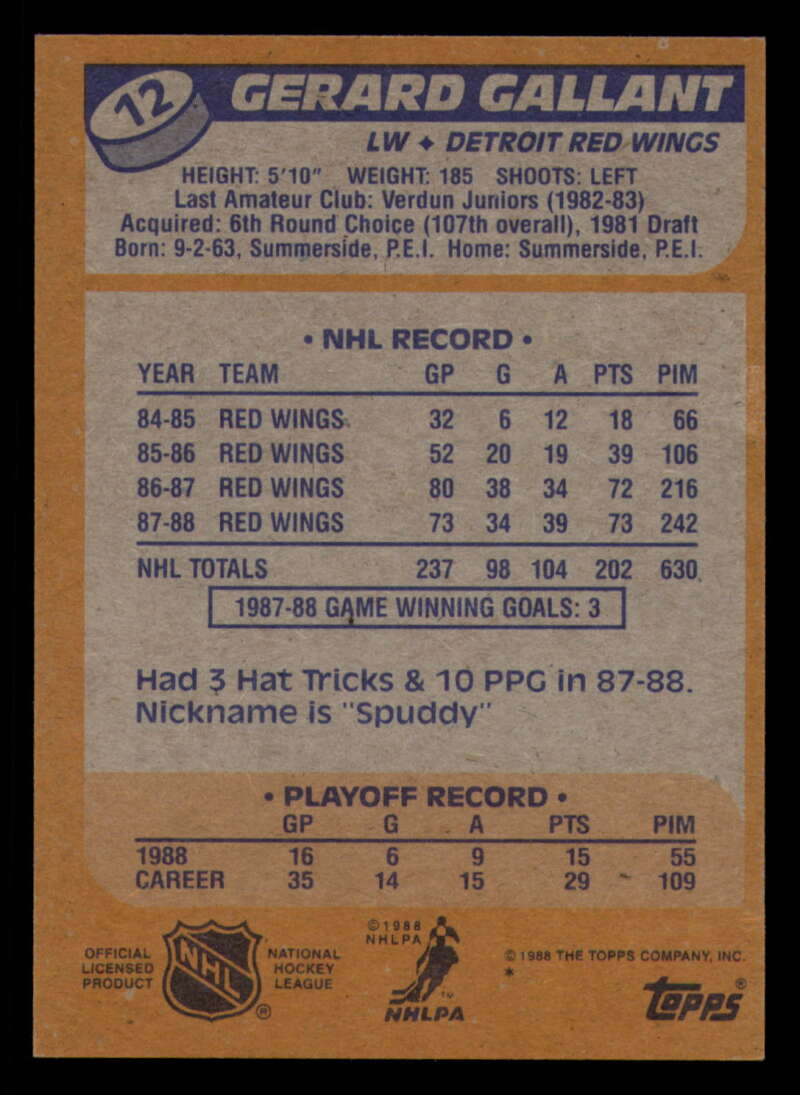 12
GERARD GALLANT
LW ✦ DETROIT RED WINGS
HEIGHT: 5'10" WEIGHT: 185 SHOOTS: LEFT
Last Amateur Club: Verdun Juniors (1982-83)
Acquired: 6th Round Choice (107th overall), 1981 Draft
Born: 9-2-63, Summerside, P.E.I. Home: Summerside, P.E.I.
• NHL RECORD •
YEAR TEAM GP G A PTS PIM
84-85 RED WINGS 32 6 12 18 66
85-86 RED WINGS 52 20 19 39 106
86-87 RED WINGS 80 38 34 72 216
87-88 RED WINGS 73 34 39 73 242
NHL TOTALS 237 98 104 202 630
1987-88 GAME WINNING GOALS: 3
Had 3 Hat Tricks & 10 PPG in 87-88.
Nickname is "Spuddy"
• PLAYOFF RECORD •
GP G A PTS PIM
1988 16 6 9 15 55
CAREER 35 14 15 29 109
OFFICIAL
LICENSED
PRODUCT
NHL
®
NATIONAL
HOCKEY
LEAGUE
©1988
NHLPA
TM
NHLPA
© 1988 THE TOPPS COMPANY, INC.
*
topps®